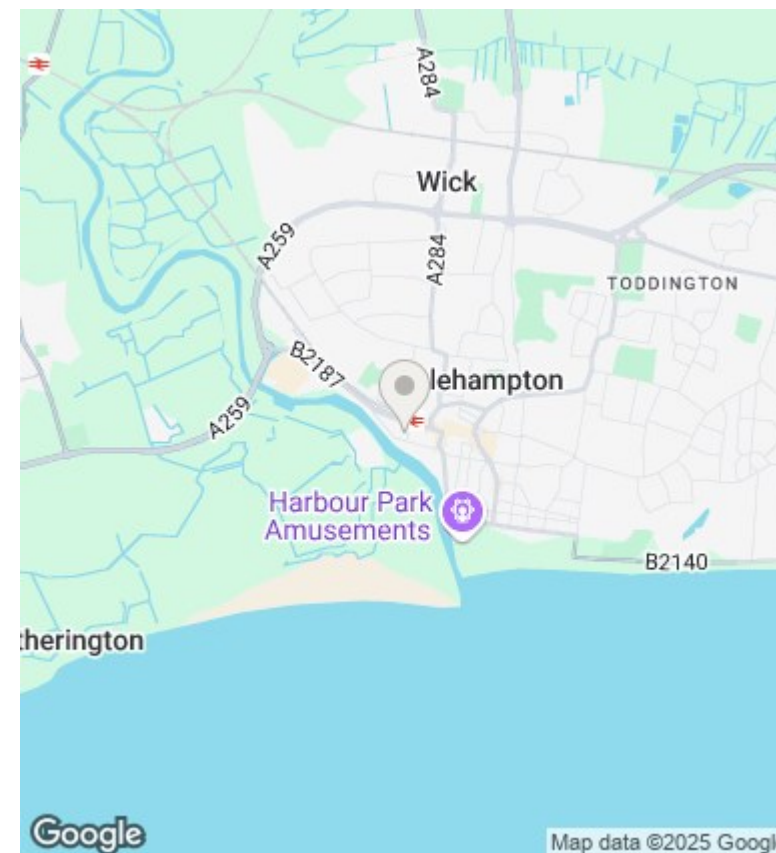 A284
Wick
A259
A284
TODDINGTON
B2187
lehampton
A259
Harbour Park
Amusements
B2140
therington
Google
Map data ©2025 Googl